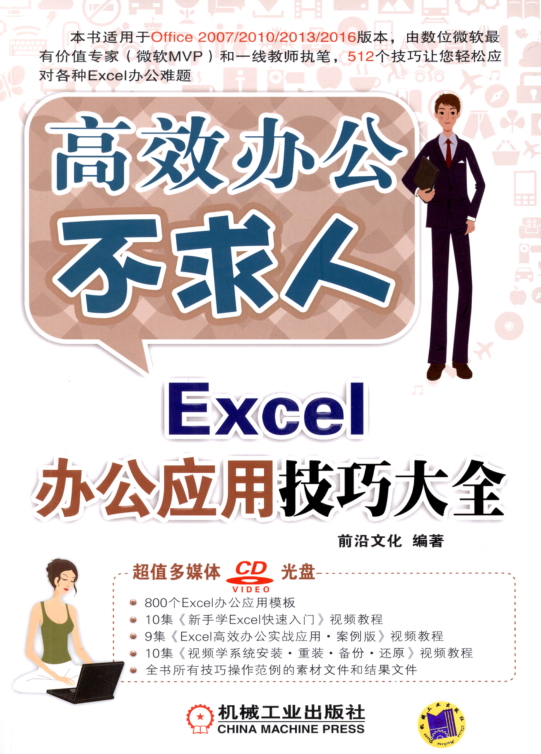 本书适用于Office 2007/2010/2013/2016版本，由数位微软最
有价值专家（微软MVP）和一线教师执笔，512个技巧让您轻松应
对各种Excel办公难题
高效办公
不求人
Excel
办公应用技巧大全
前沿文化 编著
超值多媒体 CD VIDEO 光盘
800个Excel办公应用模板
10集《新手学Excel快速入门》视频教程
9集《Excel高效办公实战应用·案例版》视频教程
10集《视频学系统安装·重装·备份·还原》视频教程
全书所有技巧操作范例的素材文件和结果文件
机械工业出版社
CHINA MACHINE PRESS